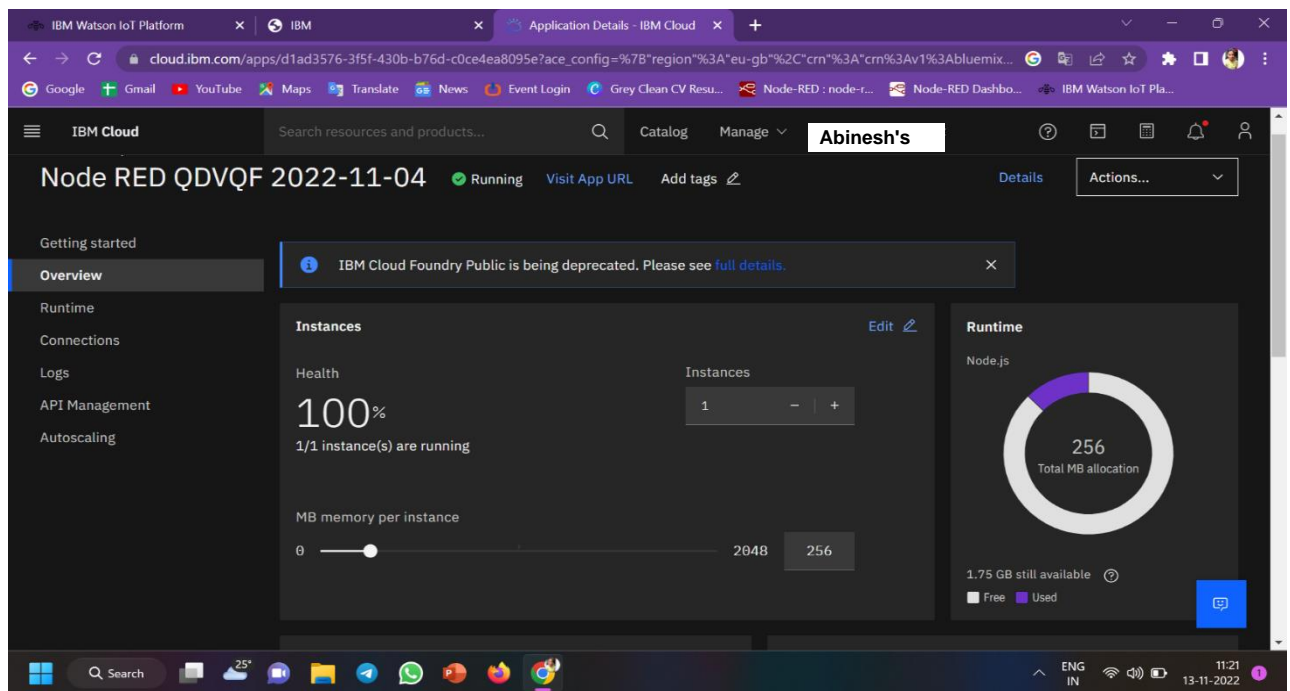 IBM Watson IoT Platform
IBM
Application Details - IBM Cloud
cloud.ibm.com/apps/d1ad3576-3f5f-430b-b76d-c0ce4ea8095e?ace_config=%7B"region"%3A"eu-gb"%2C"crn"%3A"crn%3Av1%3Abluemix...
Google Gmail YouTube Maps Translate News Event Login Grey Clean CV Resu... Node-RED : node-r... Node-RED Dashbo... IBM Watson IoT Pla...
IBM Cloud Search resources and products... Catalog Manage Abinesh's
Node RED QDVQF 2022-11-04 Running Visit App URL Add tags Details Actions...
Getting started
Overview
Runtime
Connections
Logs
API Management
Autoscaling
IBM Cloud Foundry Public is being deprecated. Please see full details.
Instances Edit
Health
100%
1/1 instance(s) are running
Instances
1 - +
MB memory per instance
0 2048 256
Runtime
Node.js
256
Total MB allocation
1.75 GB still available
Free Used
Search 25° ENG
IN
11:21
13-11-2022
1